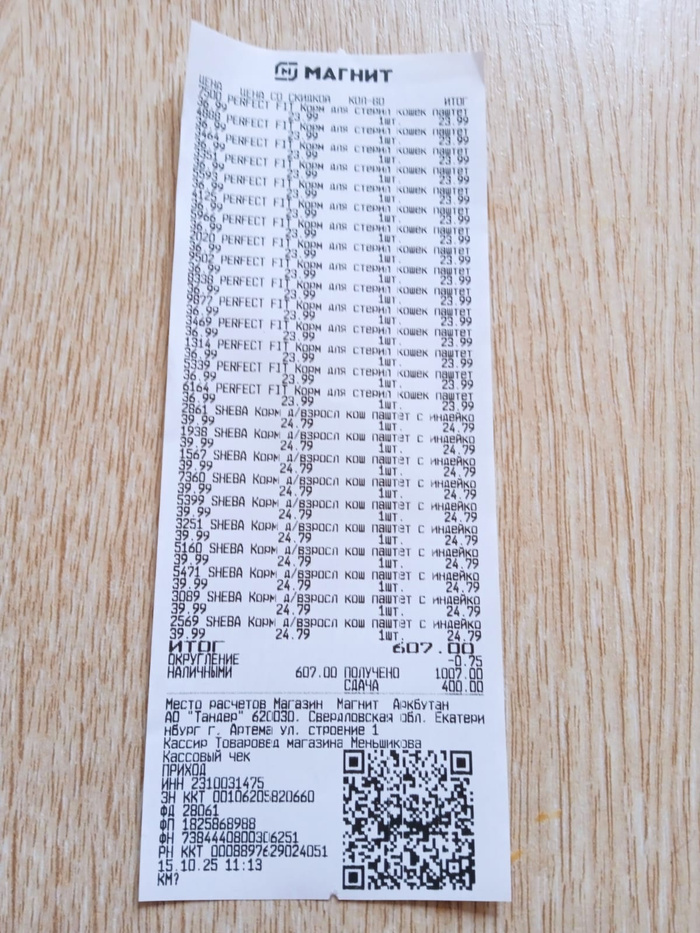 МАГНИТ
ЦЕНА ЦЕНА СО СКИДКОЙ КОЛ-ВО ИТОГ
7500 PERFECT FIT Корм для стерил кошек паштет
36.99 23.99 1шт. 23.99
4888 PERFECT FIT Корм для стерил кошек паштет
36.99 23.99 1шт. 23.99
3464 PERFECT FIT Корм для стерил кошек паштет
36.99 23.99 1шт. 23.99
3351 PERFECT FIT Корм для стерил кошек паштет
36.99 23.99 1шт. 23.99
5593 PERFECT FIT Корм для стерил кошек паштет
36.99 23.99 1шт. 23.99
4125 PERFECT FIT Корм для стерил кошек паштет
36.99 23.99 1шт. 23.99
5966 PERFECT FIT Корм для стерил кошек паштет
36.99 23.99 1шт. 23.99
3020 PERFECT FIT Корм для стерил кошек паштет
36.99 23.99 1шт. 23.99
9502 PERFECT FIT Корм для стерил кошек паштет
36.99 23.99 1шт. 23.99
8338 PERFECT FIT Корм для стерил кошек паштет
36.99 23.99 1шт. 23.99
9877 PERFECT FIT Корм для стерил кошек паштет
36.99 23.99 1шт. 23.99
3469 PERFECT FIT Корм для стерил кошек паштет
36.99 23.99 1шт. 23.99
1314 PERFECT FIT Корм для стерил кошек паштет
36.99 23.99 1шт. 23.99
5339 PERFECT FIT Корм для стерил кошек паштет
36.99 23.99 1шт. 23.99
6164 PERFECT FIT Корм для стерил кошек паштет
36.99 23.99 1шт. 23.99
2861 SHEBA Корм д/взросл кош паштет с индейко
39.99 24.79 1шт. 24.79
1938 SHEBA Корм д/взросл кош паштет с индейко
39.99 24.79 1шт. 24.79
1567 SHEBA Корм д/взросл кош паштет с индейко
39.99 24.79 1шт. 24.79
7360 SHEBA Корм д/взросл кош паштет с индейко
39.99 24.79 1шт. 24.79
5399 SHEBA Корм д/взросл кош паштет с индейко
39.99 24.79 1шт. 24.79
3251 SHEBA Корм д/взросл кош паштет с индейко
39.99 24.79 1шт. 24.79
5160 SHEBA Корм д/взросл кош паштет с индейко
39.99 24.79 1шт. 24.79
5471 SHEBA Корм д/взросл кош паштет с индейко
39.99 24.79 1шт. 24.79
3089 SHEBA Корм д/взросл кош паштет с индейко
39.99 24.79 1шт. 24.79
2569 SHEBA Корм д/взросл кош паштет с индейко
39.99 24.79 1шт. 24.79
ИТОГ 607.00
ОКРУГЛЕНИЕ -0.75
НАЛИЧНЫМИ 607.00 ПОЛУЧЕНО 1007.00
СДАЧА 400.00
Место расчетов Магазин Магнит Аркбутан
АО "Тандер" 620030. Свердловская обл. Екатери
нбург г. Артема ул. строение 1
Кассир Товаровед магазина Меньшикова
Кассовый чек
ПРИХОД
ИНН 2310031475
ЗН ККТ 00106205820660
ФД 28061
ФП 1825868988
ФН 7384440800306251
РН ККТ 0008897629024051
15.10.25 11:13
КМ?